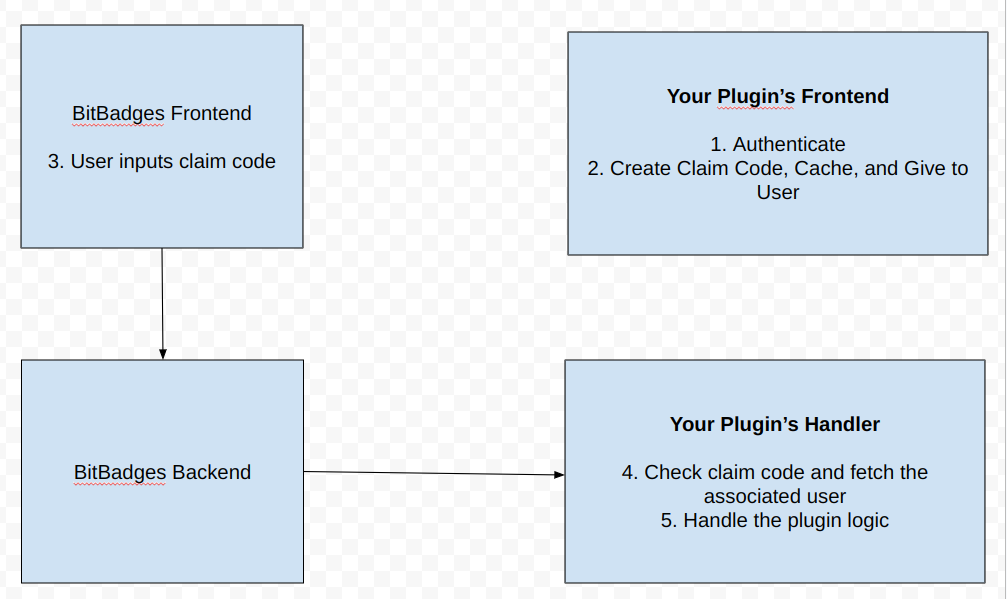 BitBadges Frontend
3. User inputs claim code
Your Plugin’s Frontend
1. Authenticate
2. Create Claim Code, Cache, and Give to
User
BitBadges Backend
Your Plugin’s Handler
4. Check claim code and fetch the
associated user
5. Handle the plugin logic